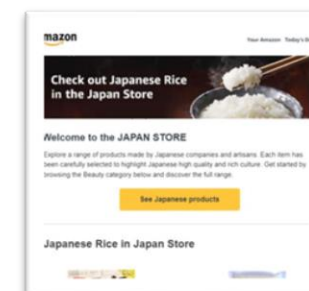 mazon
Your Amazon Today's D
Check out Japanese Rice
in the Japan Store
Welcome to the JAPAN STORE
Explore a range of products made by Japanese companies and artisans. Each item has
been carefully selected to highlight Japanese high quality and rich culture. Get started by
browsing the Beauty category below and discover the full range.
See Japanese products
Japanese Rice in Japan Store